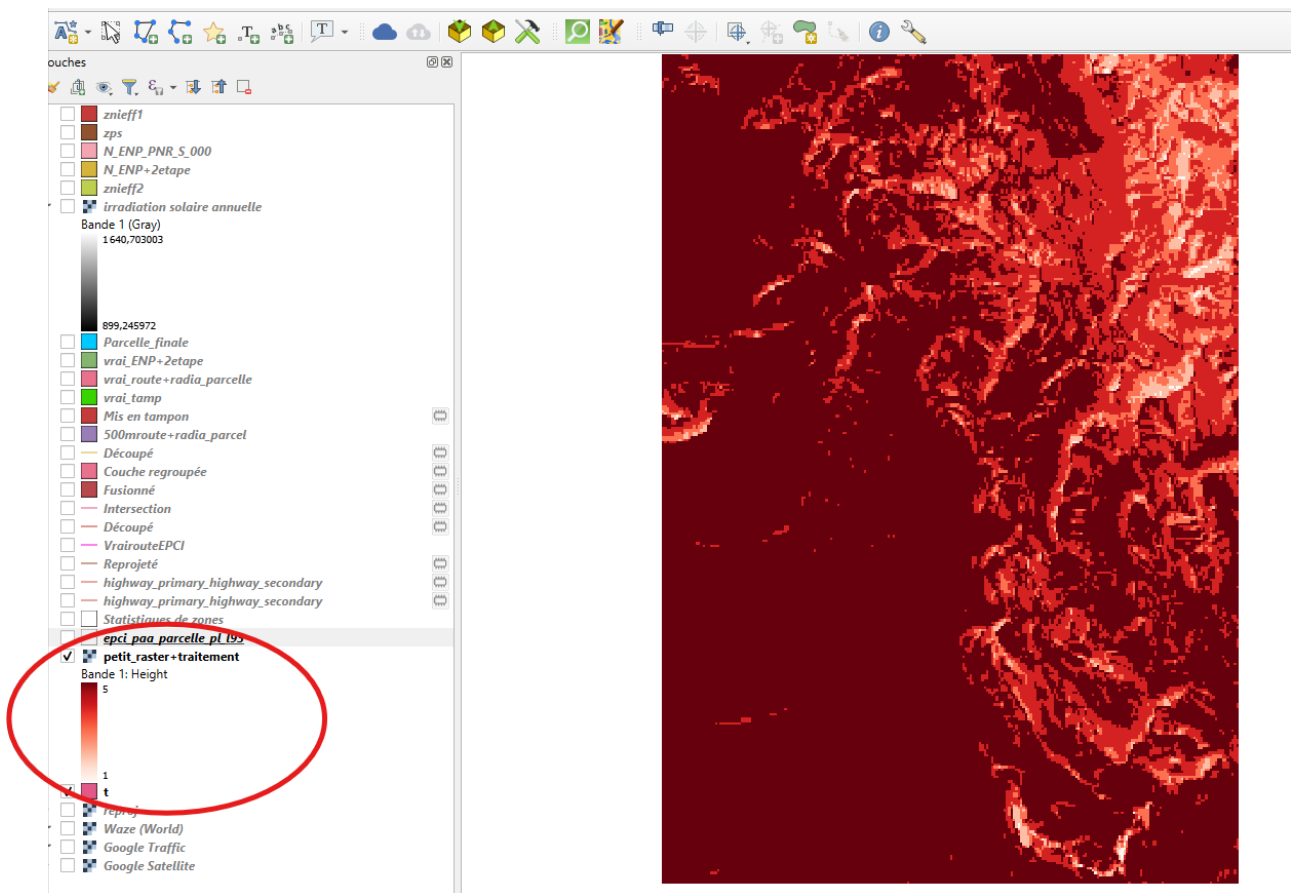 ouches
znieff1
zps
N_ENP_PNR_S_000
N_ENP+2etape
znieff2
irradiation solaire annuelle
Bande 1 (Gray)
1 640,703003
899,245972
Parcelle_finale
vrai_ENP+2etape
vrai_route+radia_parcelle
vrai_tamp
Mis en tampon
500mroute+radia_parcel
Découpé
Couche regroupée
Fusionné
Intersection
Découpé
VrairouteEPCI
Reprojeté
highway_primary_highway_secondary
highway_primary_highway_secondary
Statistiques de zones
epci_paa_parcelle_pl_l93
petit_raster+traitement
Bande 1: Height
5
1
t
reproj
Waze (World)
Google Traffic
Google Satellite